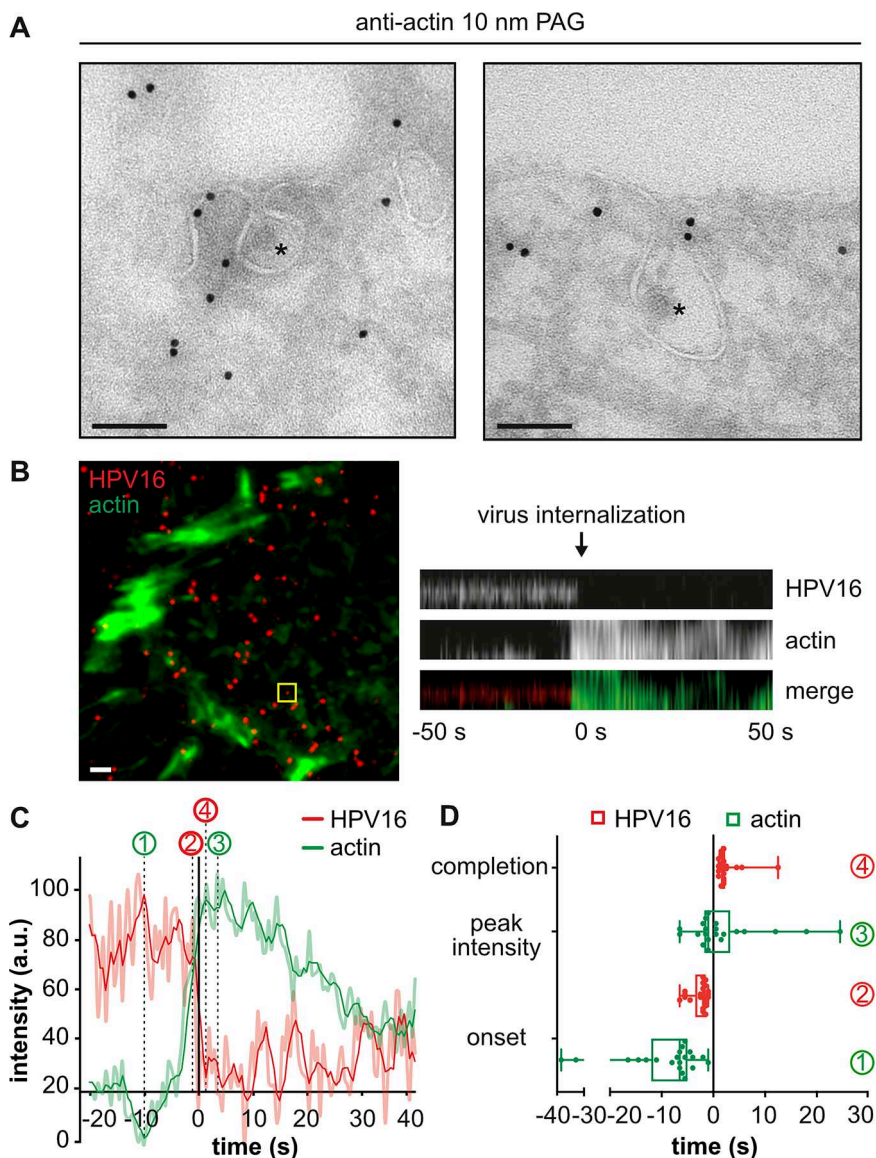 A
anti-actin 10 nm PAG
*
*
B
HPV16
actin
virus internalization
HPV16
actin
merge
-50 s
0 s
50 s
C
4
1
2
3
HPV16
actin
intensity (a.u.)
100
80
60
40
20
0
-20
-10
0
10
20
30
40
time (s)
D
HPV16
actin
completion
4
peak
intensity
3
2
onset
1
-40
-30
-20
-10
0
10
20
30
time (s)